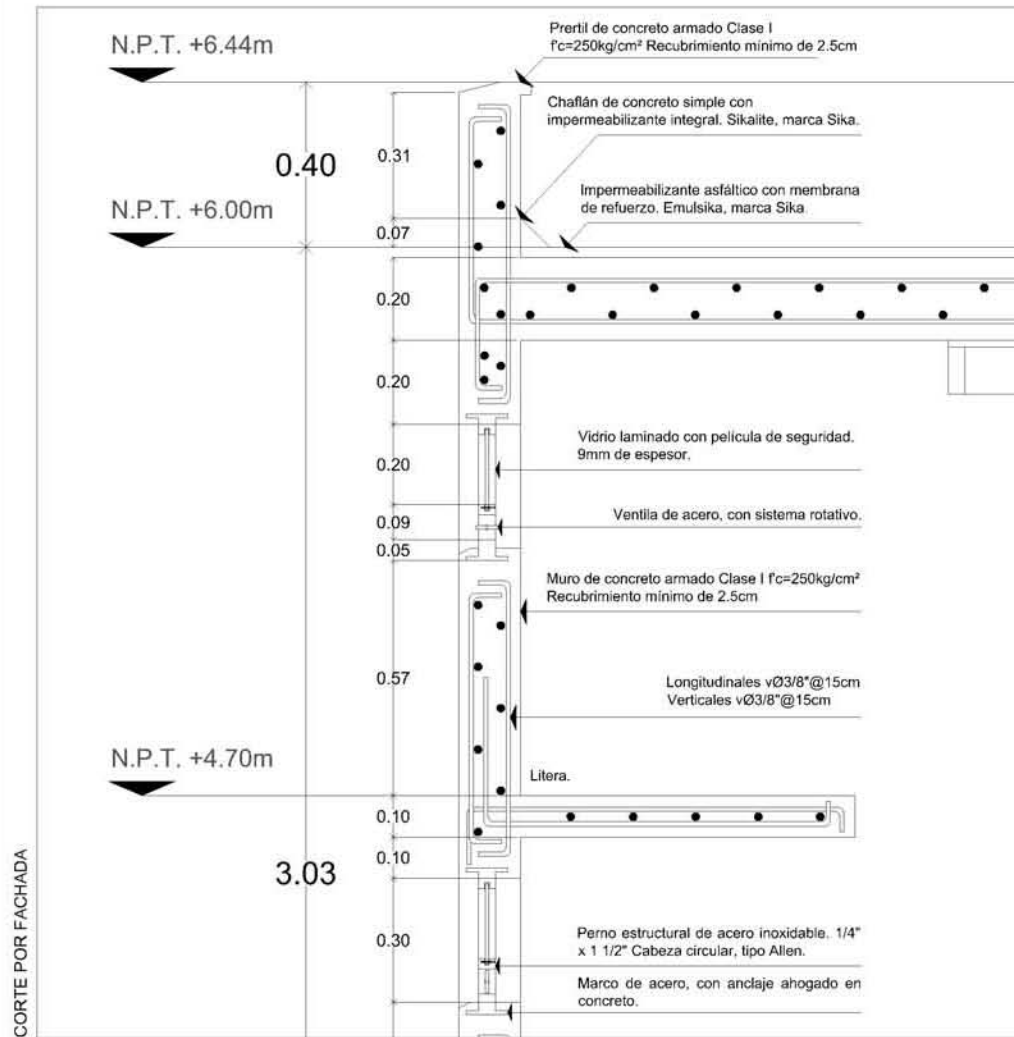 N.P.T. +6.44m
Prertil de concreto armado Clase I
f'c=250kg/cm² Recubrimiento mínimo de 2.5cm
Chaflán de concreto simple con
impermeabilizante integral. Sikalite, marca Sika.
0.31
0.40
Impermeabilizante asfáltico con membrana
de refuerzo. Emulsika, marca Sika
N.P.T. +6.00m
0.07
0.20
0.20
Vidrio laminado con película de seguridad.
9mm de espesor.
0.20
Ventila de acero, con sistema rotativo.
0.09
0.05
Muro de concreto armado Clase I f'c=250kg/cm²
Recubrimiento mínimo de 2.5cm
0.57
Longitudinales vØ3/8"@15cm
Verticales vØ3/8"@15cm
N.P.T. +4.70m
Litera.
0.10
0.10
3.03
0.30
Perno estructural de acero inoxidable. 1/4"
x 1 1/2" Cabeza circular, tipo Allen.
Marco de acero, con anclaje ahogado en
concreto.
CORTE POR FACHADA